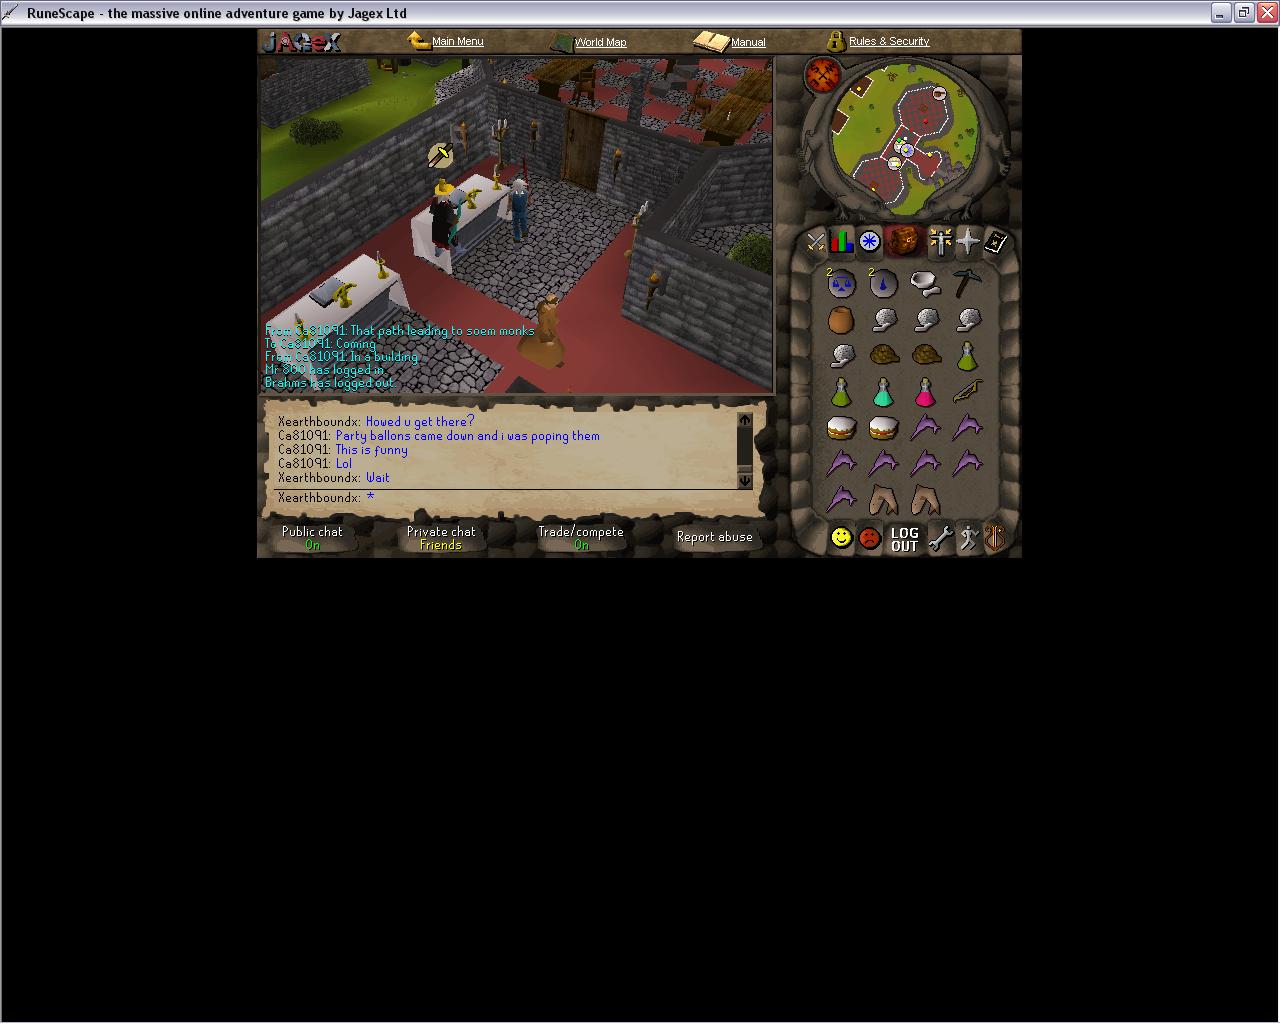 RuneScape - the massive online adventure game by Jagex Ltd
JAGEX Main Menu World Map Manual Rules & Security
From Ca81091: That path leading to soem monks
To Ca81091: Coming
From Ca81091: In a building
Mr 800 has logged in.
Brahms has logged out.
2 2
Xearthboundx: Howed u get there?
Ca81091: Party ballons came down and i was poping them
Ca81091: This is funny
Ca81091: Lol
Xearthboundx: Wait
Xearthboundx: *
Public chat
On
Private chat
Friends
Trade/compete
On
Report abuse
LOG
OUT